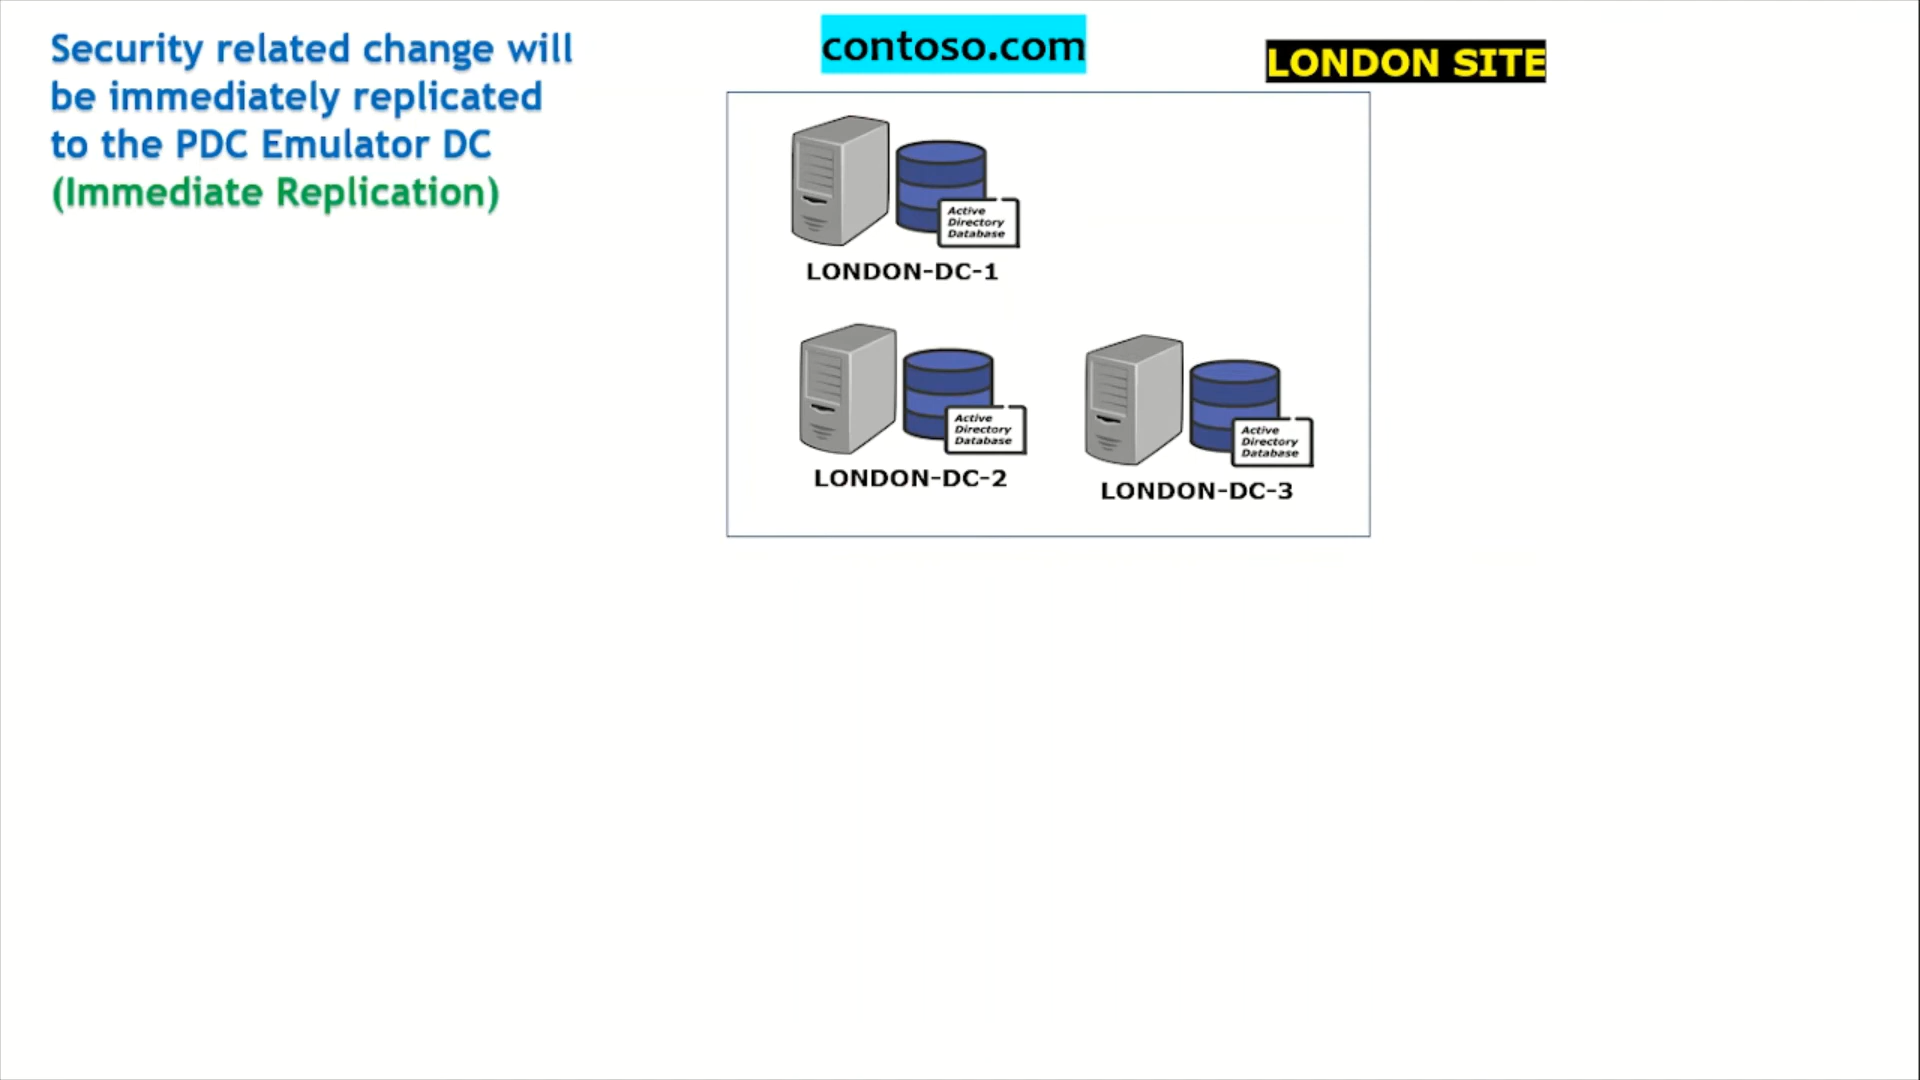 Security related change will
be immediately replicated
to the PDC Emulator DC
(Immediate Replication)
contoso.com
LONDON SITE
Active
Directory
Database
LONDON-DC-1
Active
Directory
Database
LONDON-DC-2
Active
Directory
Database
LONDON-DC-3